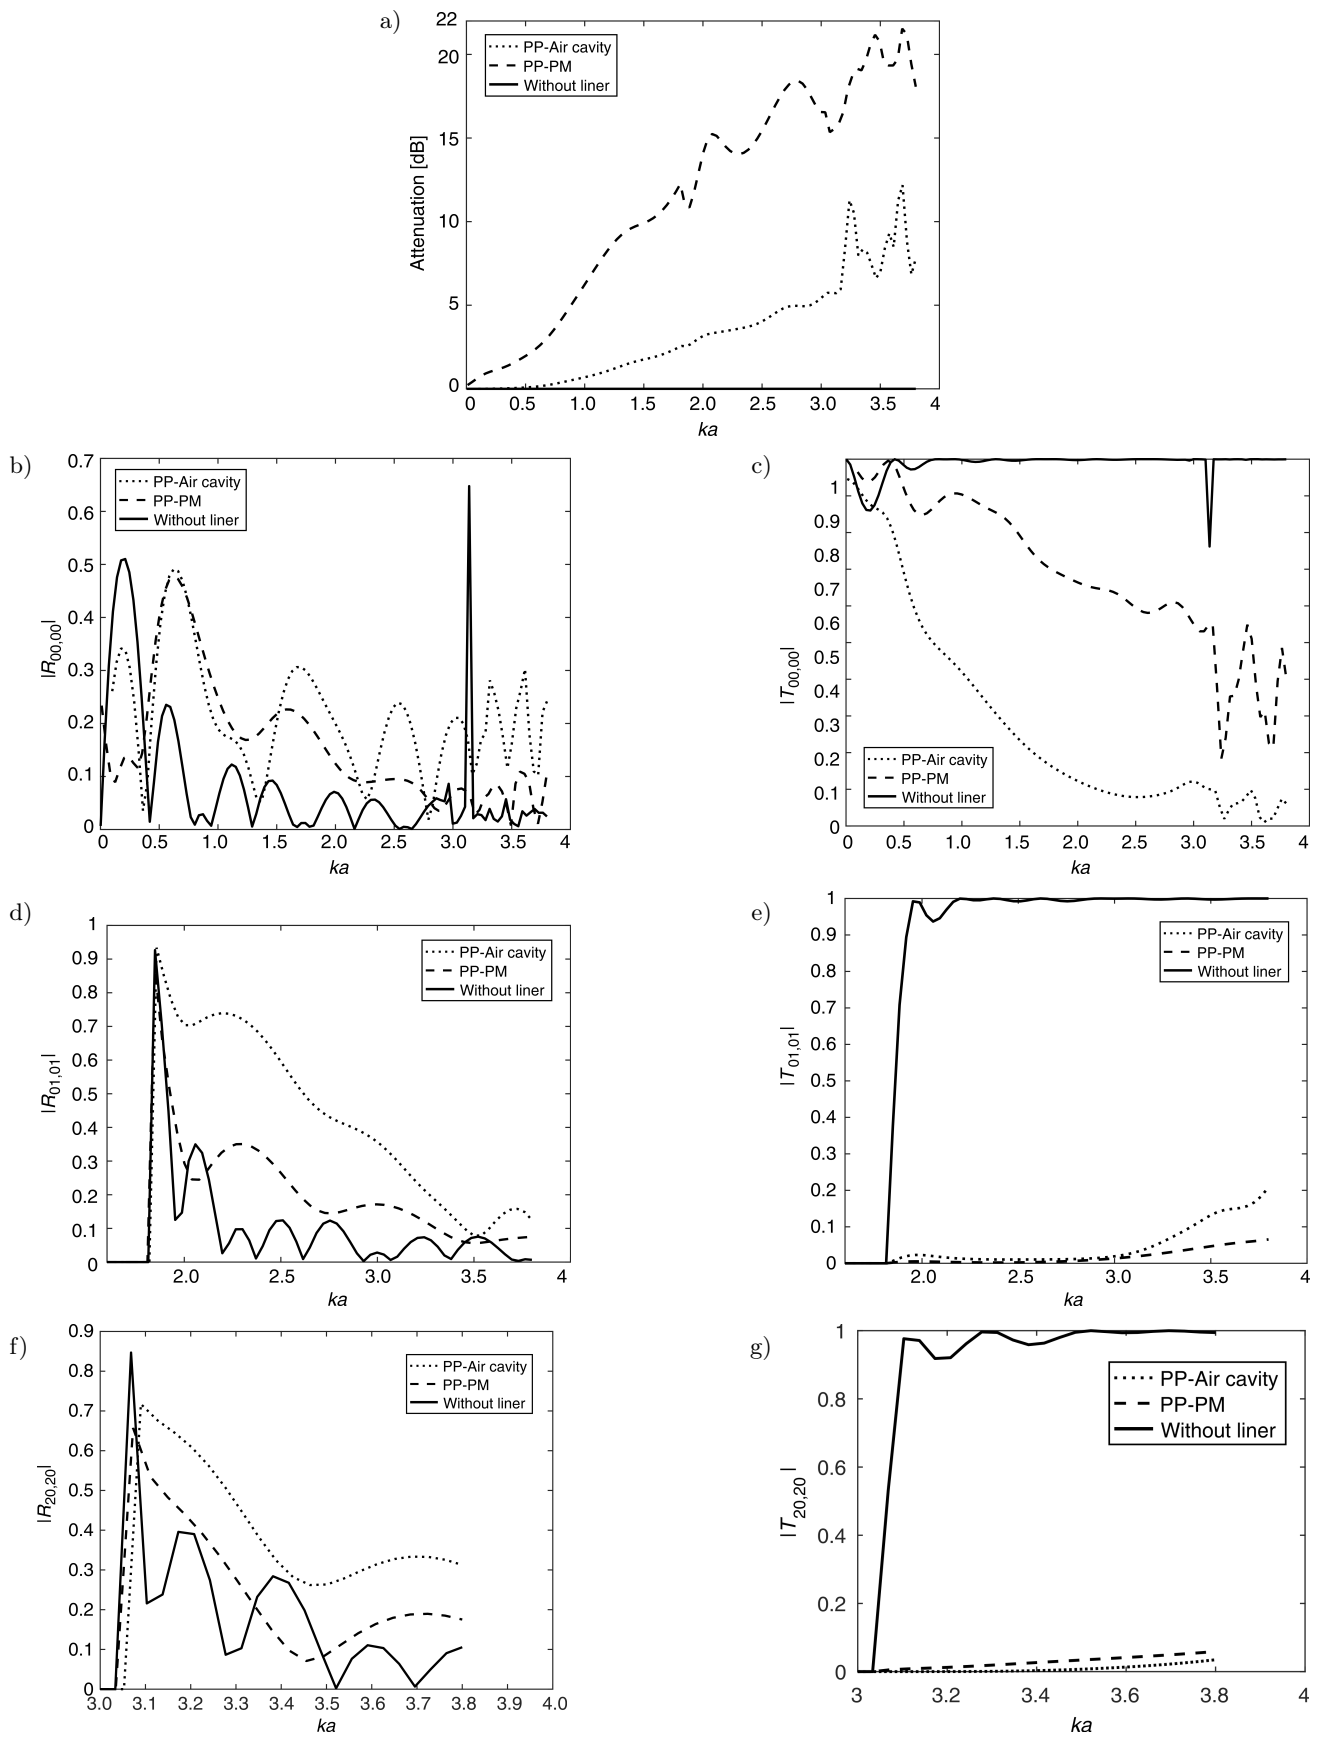 a)
22
20
15
10
5
0
Attenuation [dB]
PP-Air cavity
PP-PM
Without liner
0 0.5 1.0 1.5 2.0 2.5 3.0 3.5 4
ka
b)
0.7
0.6
0.5
0.4
0.3
0.2
0.1
0
|R00,00|
PP-Air cavity
PP-PM
Without liner
0 0.5 1.0 1.5 2.0 2.5 3.0 3.5 4
ka
c)
1
0.9
0.8
0.7
0.6
0.5
0.4
0.3
0.2
0.1
0
|T00,00|
PP-Air cavity
PP-PM
Without liner
0 0.5 1.0 1.5 2.0 2.5 3.0 3.5 4
ka
d)
1
0.9
0.8
0.7
0.6
0.5
0.4
0.3
0.2
0.1
0
|R01,01|
PP-Air cavity
PP-PM
Without liner
2.0 2.5 3.0 3.5 4
ka
e)
1
0.9
0.8
0.7
0.6
0.5
0.4
0.3
0.2
0.1
0
|T01,01|
PP-Air cavity
PP-PM
Without liner
2.0 2.5 3.0 3.5 4
ka
f)
0.9
0.8
0.7
0.6
0.5
0.4
0.3
0.2
0.1
0
|R20,20|
PP-Air cavity
PP-PM
Without liner
3.0 3.1 3.2 3.3 3.4 3.6 3.7 3.8 3.9 4.0
ka
g)
1
0.8
0.6
0.4
0.2
0
|T20,20|
PP-Air cavity
PP-PM
Without liner
3 3.2 3.4 3.6 3.8 4
ka